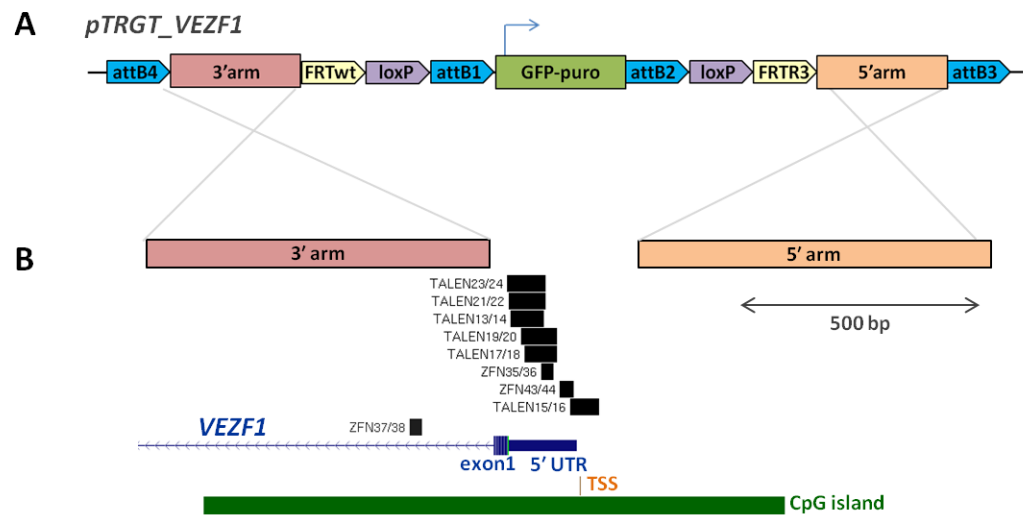 A
pTRGT_VEZF1
attB4 3'arm FRTwt loxP attB1 GFP-puro attB2 loxP FRTR3 5'arm attB3
B
3' arm 5' arm
500 bp
TALEN23/24
TALEN21/22
TALEN13/14
TALEN19/20
TALEN17/18
ZFN35/36
ZFN43/44
TALEN15/16
ZFN37/38
VEZF1
exon1 5' UTR
TSS
CpG island